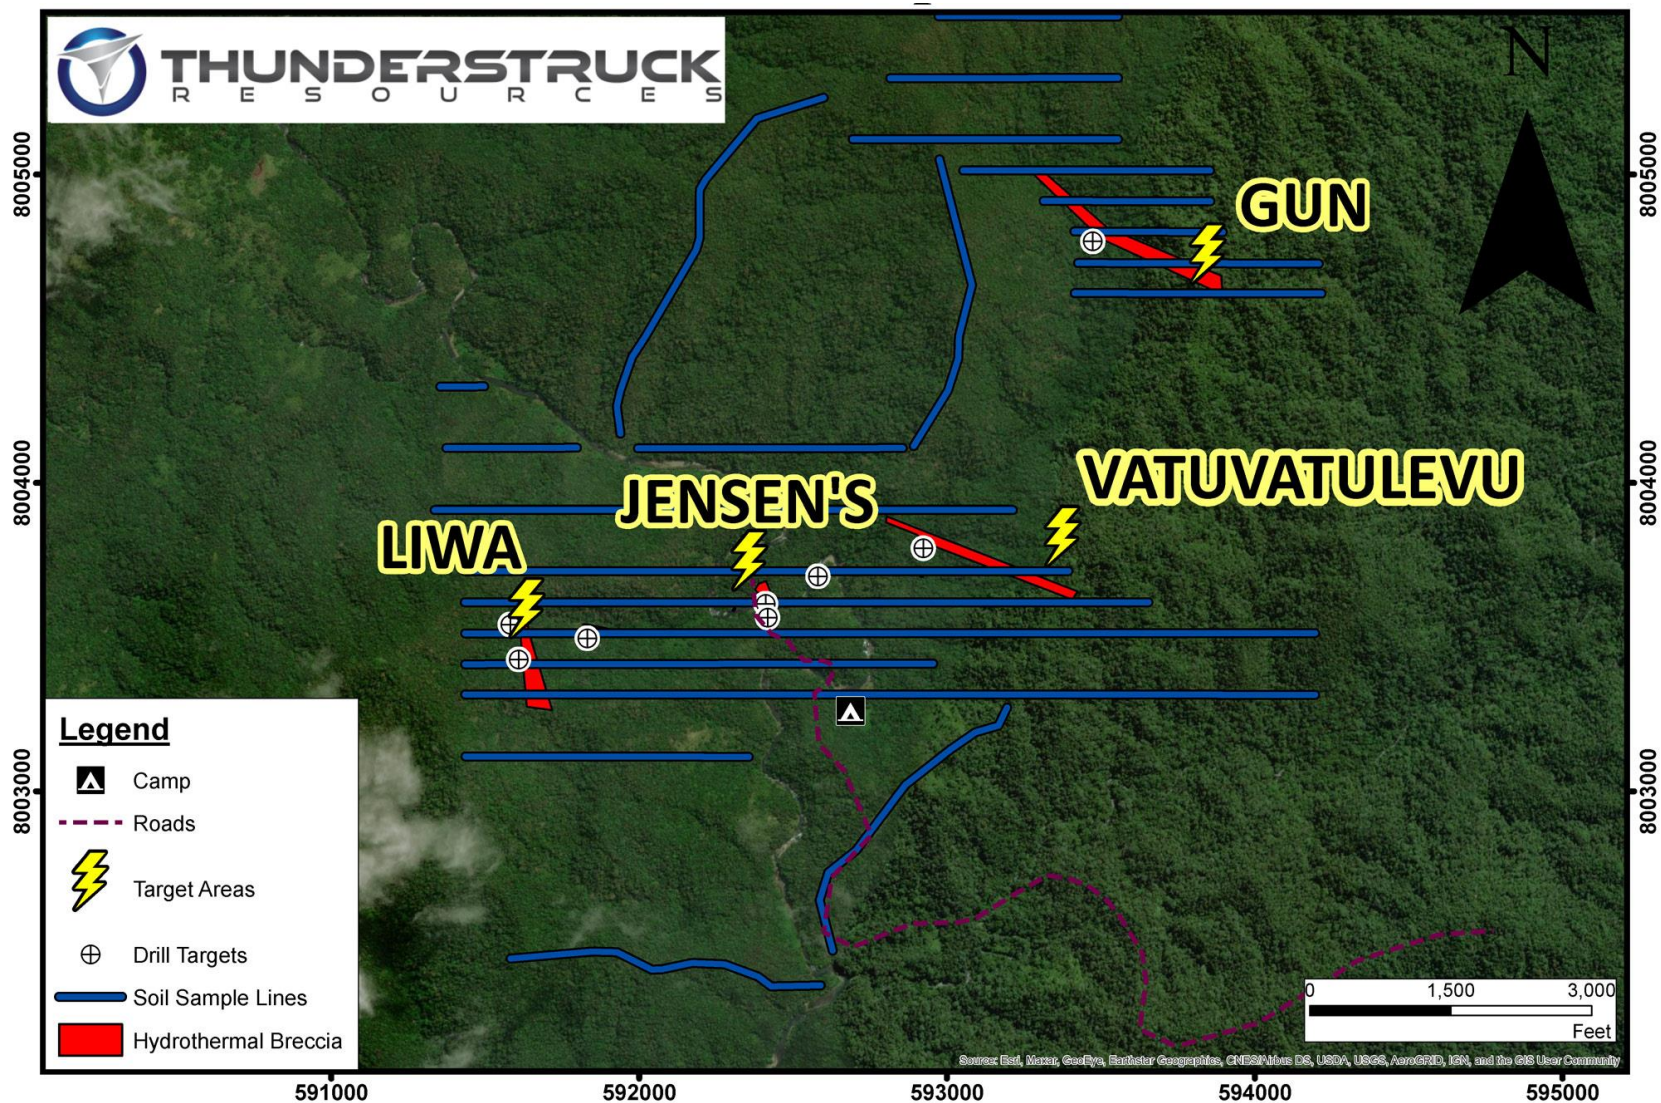 THUNDERSTRUCK
RESOURCES
N
GUN
VATUVATULEVU
JENSEN'S
LIWA
8005000
8004000
8003000
8005000
8004000
8003000
Legend
Camp
Roads
Target Areas
Drill Targets
Soil Sample Lines
Hydrothermal Breccia
0 1,500 3,000
Feet
Source: Esri, Maxar, GeoEye, Earthstar Geographics, CNES/Airbus DS, USDA, USGS, AeroGRID, IGN, and the GIS User Community
591000 592000 593000 594000 595000